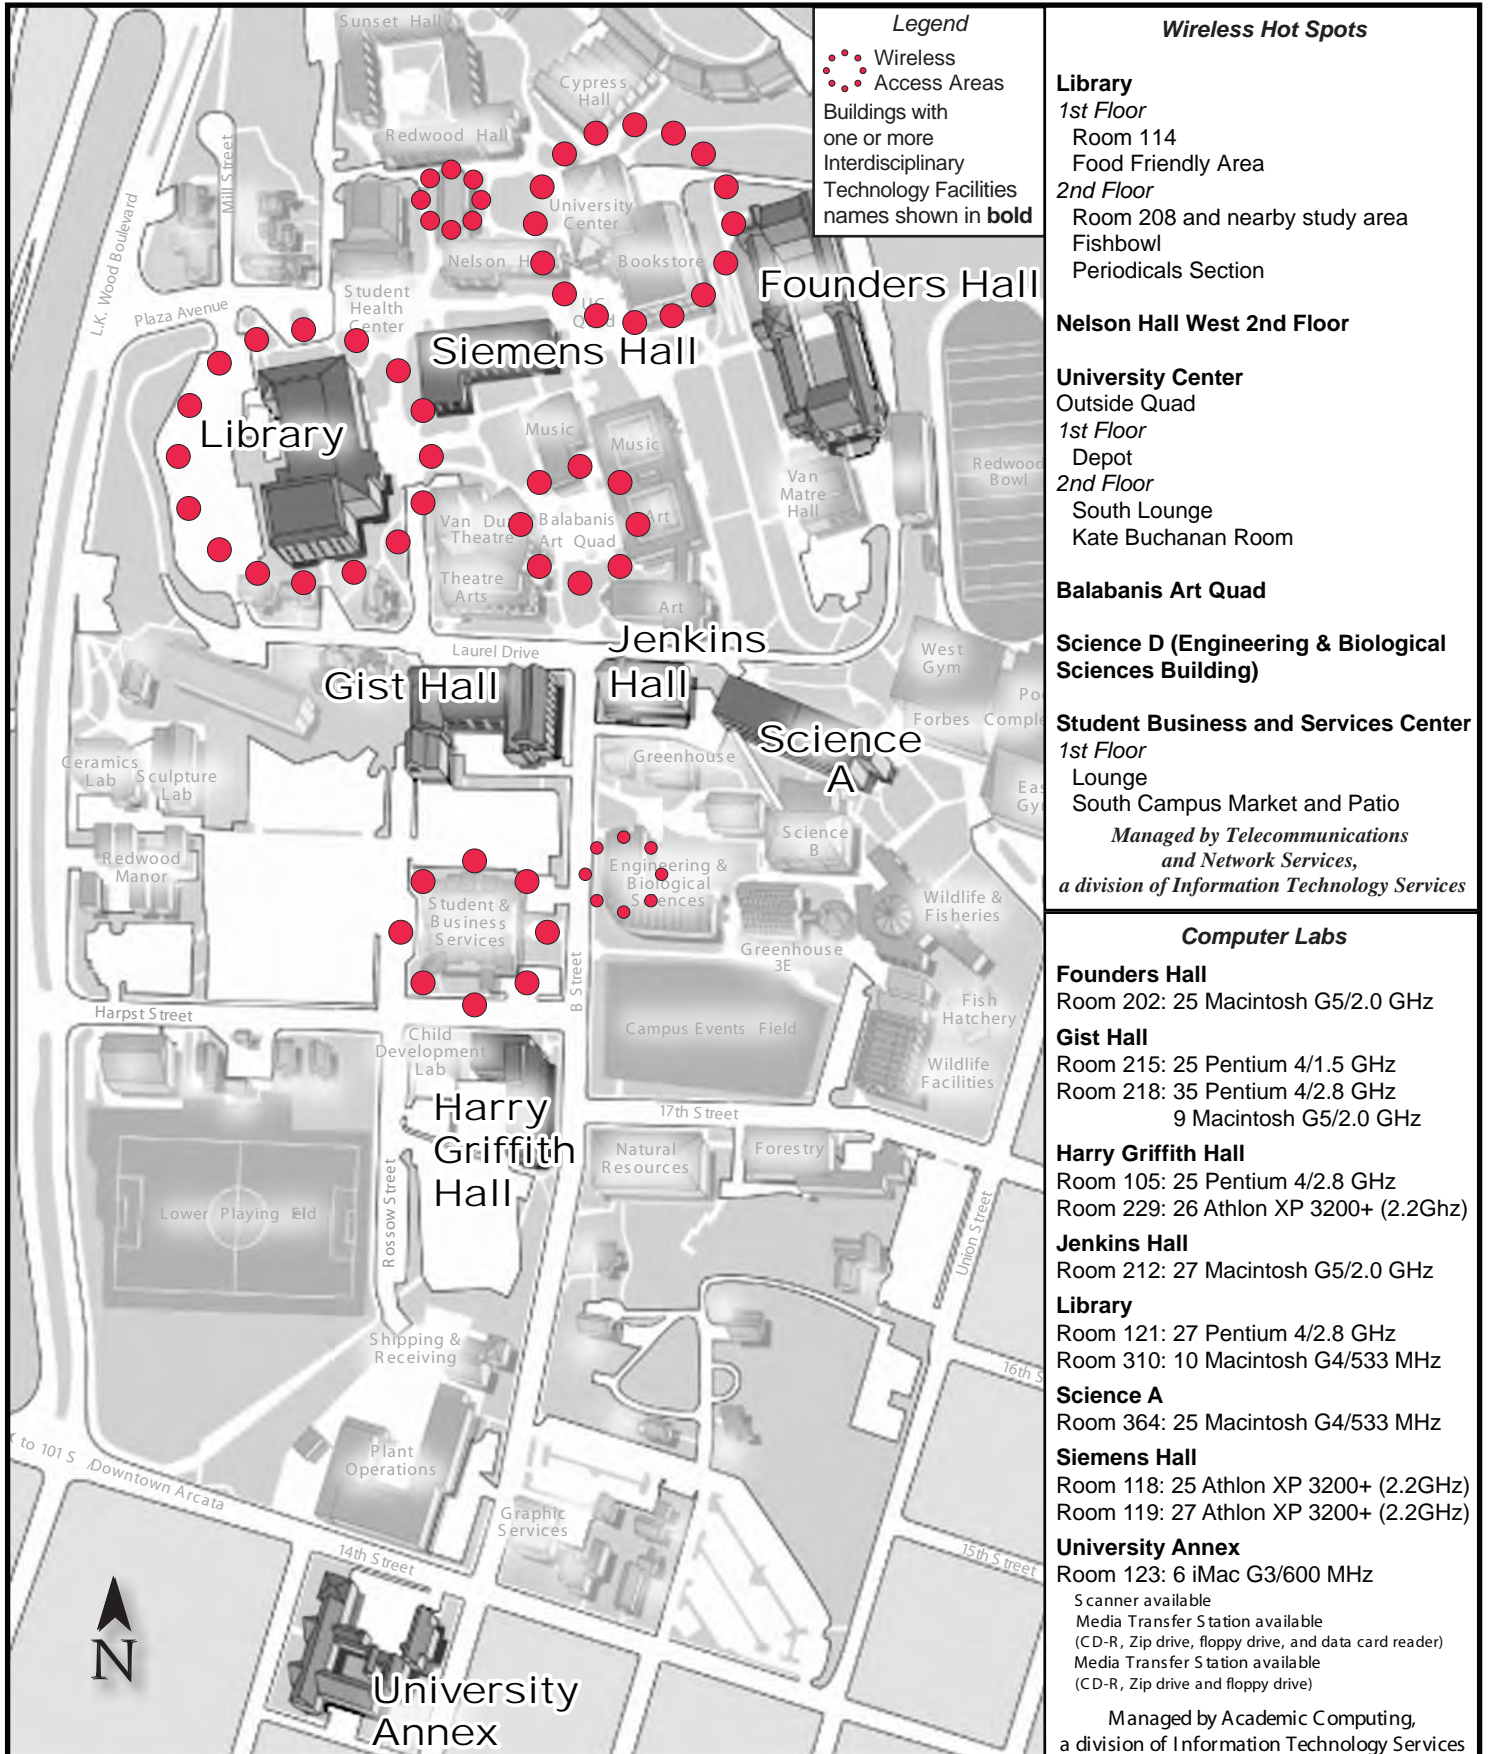 Sunset Hall
Cypress
Hall
Redwood Hall
Mill Street
L.K. Wood Boulevard
University
Center
Nelson H
Bookstore
Founders Hall
Student
Health
Center
Plaza Avenue
UC
Quad
Siemens Hall
Library
Music
Music
Redwood
Bowl
Van
Matre
Hall
Van Du
Theatre
Balabanis
Art Quad
Art
Theatre
Arts
Art
Laurel Drive
Jenkins
Hall
West
Gym
Gist Hall
Po
Forbes Comple
Science
A
Greenhouse
Ceramics
Lab
Sculpture
Lab
Eas
Gy
Science
B
Redwood
Manor
Engineering &
Biological
Sciences
Student &
Business
Services
Wildlife &
Fisheries
Greenhouse
3E
B Street
Harpst Street
Fish
Hatchery
Campus Events Field
Child
Development
Lab
Wildlife
Facilities
Harry
Griffith
Hall
17th Street
Natural
Resources
Forestry
Rossow Street
Lower Playing Eld
Union Street
Shipping &
Receiving
16th S
to 101 S / Downtown Arcata
Plant
Operations
Graphic
Services
15th Street
14th Street
N
University
Annex
Legend
Wireless
Access Areas
Buildings with
one or more
Interdisciplinary
Technology Facilities
names shown in bold
Wireless Hot Spots
Library
1st Floor
Room 114
Food Friendly Area
2nd Floor
Room 208 and nearby study area
Fishbowl
Periodicals Section
Nelson Hall West 2nd Floor
University Center
Outside Quad
1st Floor
Depot
2nd Floor
South Lounge
Kate Buchanan Room
Balabanis Art Quad
Science D (Engineering & Biological
Sciences Building)
Student Business and Services Center
1st Floor
Lounge
South Campus Market and Patio
Managed by Telecommunications
and Network Services,
a division of Information Technology Services
Computer Labs
Founders Hall
Room 202: 25 Macintosh G5/2.0 GHz
Gist Hall
Room 215: 25 Pentium 4/1.5 GHz
Room 218: 35 Pentium 4/2.8 GHz
9 Macintosh G5/2.0 GHz
Harry Griffith Hall
Room 105: 25 Pentium 4/2.8 GHz
Room 229: 26 Athlon XP 3200+ (2.2Ghz)
Jenkins Hall
Room 212: 27 Macintosh G5/2.0 GHz
Library
Room 121: 27 Pentium 4/2.8 GHz
Room 310: 10 Macintosh G4/533 MHz
Science A
Room 364: 25 Macintosh G4/533 MHz
Siemens Hall
Room 118: 25 Athlon XP 3200+ (2.2GHz)
Room 119: 27 Athlon XP 3200+ (2.2GHz)
University Annex
Room 123: 6 iMac G3/600 MHz
Scanner available
Media Transfer Station available
(CD-R, Zip drive, floppy drive, and data card reader)
Media Transfer Station available
(CD-R, Zip drive and floppy drive)
Managed by Academic Computing,
a division of Information Technology Services